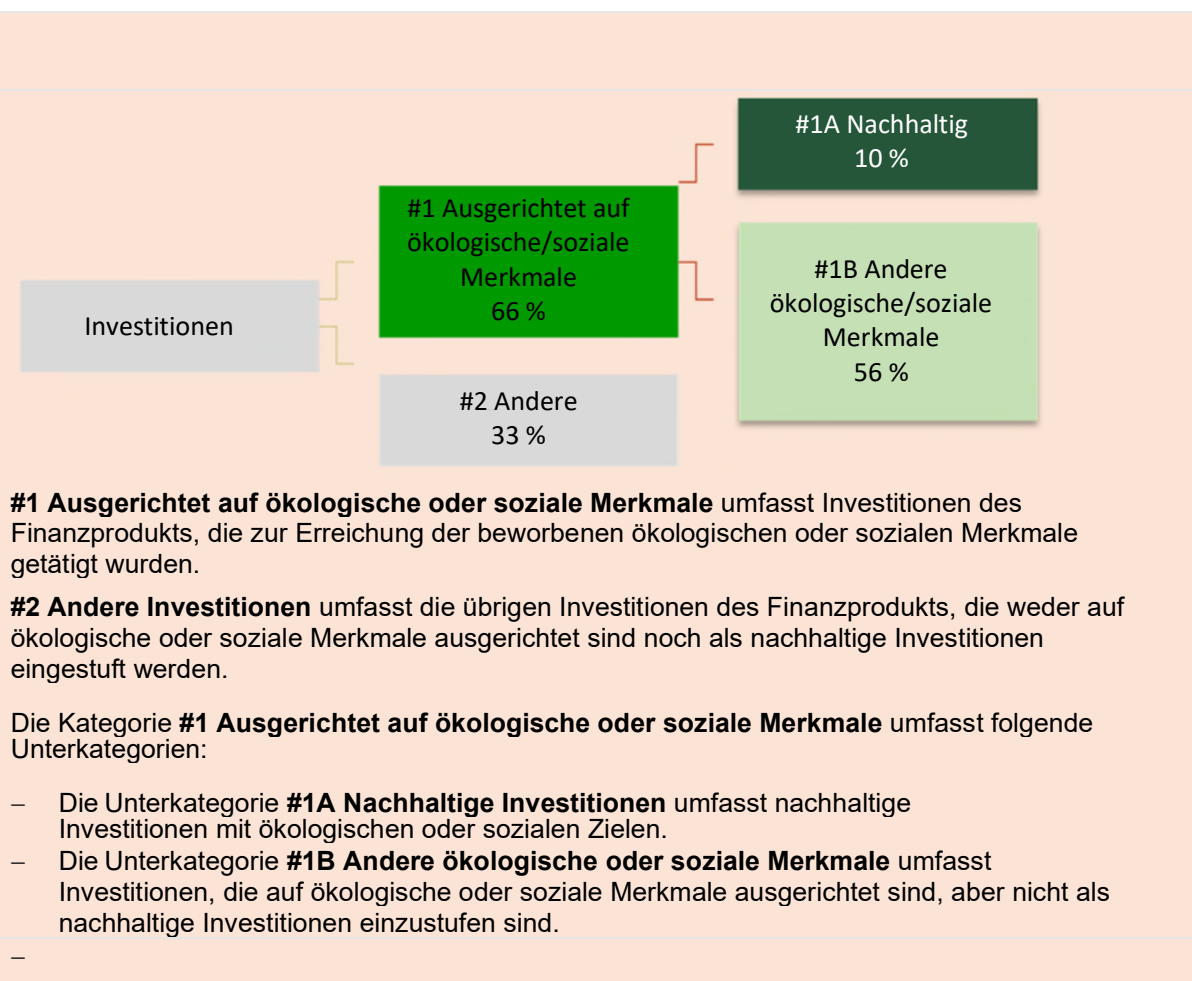 #1A Nachhaltig
10 %
#1 Ausgerichtet auf
ökologische/soziale
Merkmale
66 %
#1B Andere
ökologische/soziale
Merkmale
56 %
Investitionen
#2 Andere
33 %
#1 Ausgerichtet auf ökologische oder soziale Merkmale umfasst Investitionen des
Finanzprodukts, die zur Erreichung der beworbenen ökologischen oder sozialen Merkmale
getätigt wurden.
#2 Andere Investitionen umfasst die übrigen Investitionen des Finanzprodukts, die weder auf
ökologische oder soziale Merkmale ausgerichtet sind noch als nachhaltige Investitionen
eingestuft werden.
Die Kategorie #1 Ausgerichtet auf ökologische oder soziale Merkmale umfasst folgende
Unterkategorien:
– Die Unterkategorie #1A Nachhaltige Investitionen umfasst nachhaltige
Investitionen mit ökologischen oder sozialen Zielen.
– Die Unterkategorie #1B Andere ökologische oder soziale Merkmale umfasst
Investitionen, die auf ökologische oder soziale Merkmale ausgerichtet sind, aber nicht als
nachhaltige Investitionen einzustufen sind.
–